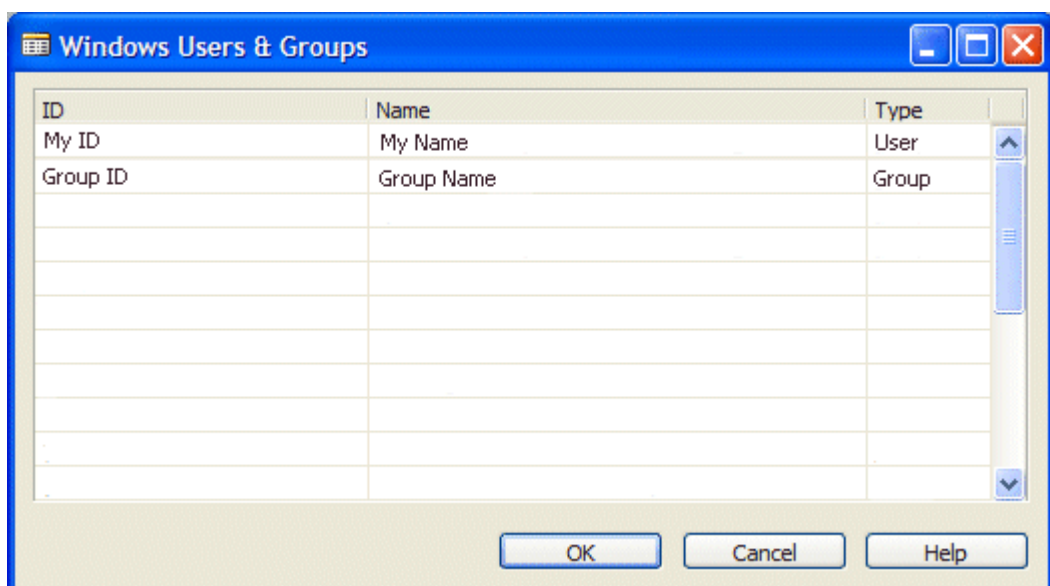 Windows Users & Groups
ID Name Type
My ID My Name User
Group ID Group Name Group
OK Cancel Help